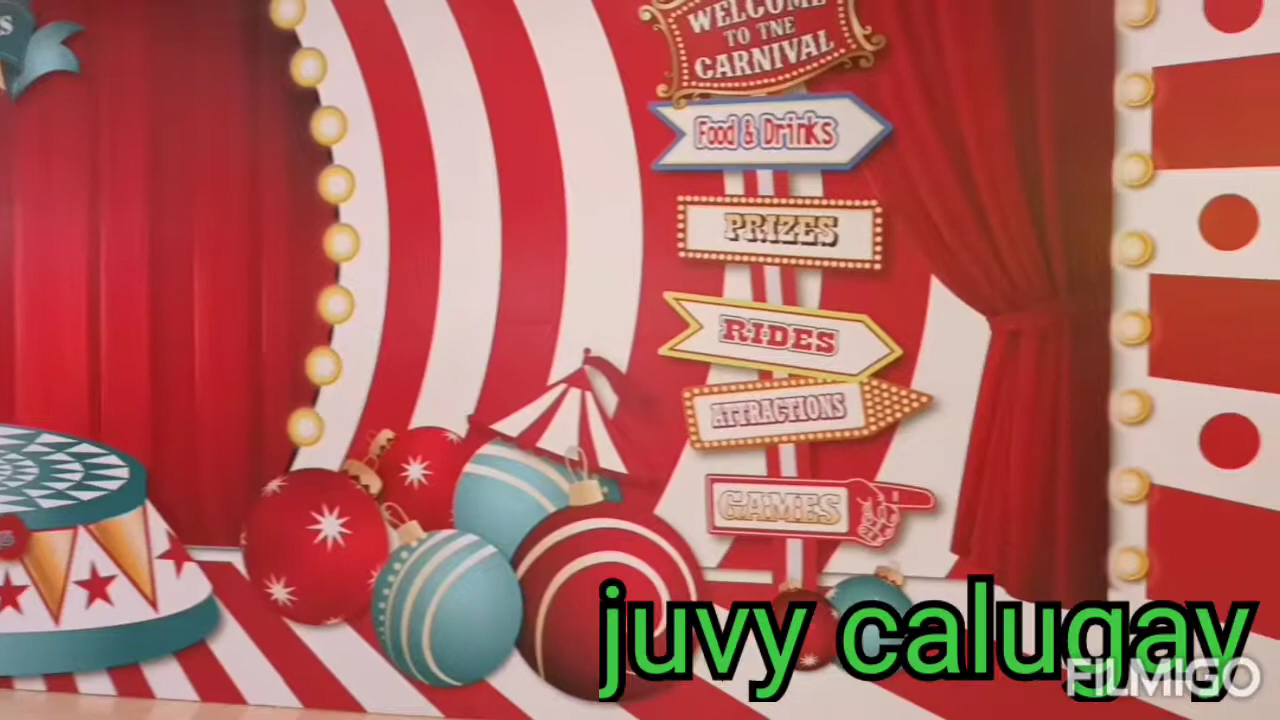 WELCOME
TO THE
CARNIVAL
Food & Drinks
PRIZES
RIDES
ATTRACTIONS
GAMES
juvy calugay
FILMIGO